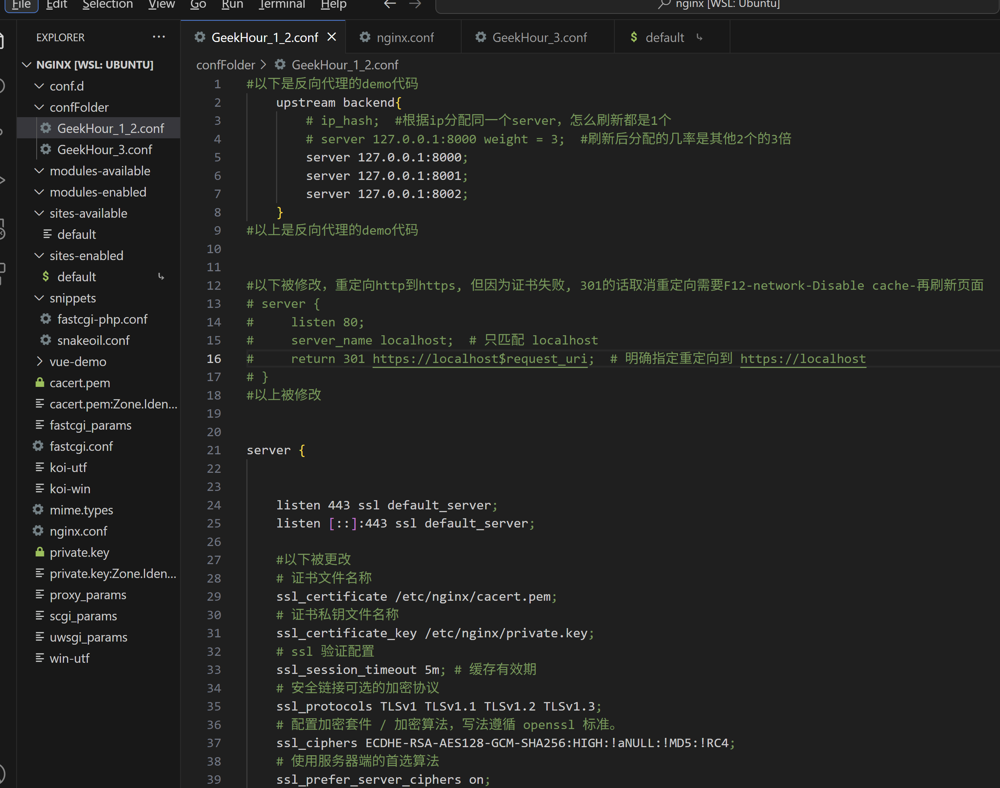 File Edit Selection View Go Run Terminal Help ← → nginx [WSL: Ubuntu]
EXPLORER ···
NGINX [WSL: UBUNTU]
conf.d
confFolder
GeekHour_1_2.conf
GeekHour_3.conf
modules-available
modules-enabled
sites-available
default
sites-enabled
default
snippets
fastcgi-php.conf
snakeoil.conf
vue-demo
cacert.pem
cacert.pem:Zone.Iden...
fastcgi_params
fastcgi.conf
koi-utf
koi-win
mime.types
nginx.conf
private.key
private.key:Zone.Iden...
proxy_params
scgi_params
uwsgi_params
win-utf
GeekHour_1_2.conf nginx.conf GeekHour_3.conf $ default
confFolder > GeekHour_1_2.conf
1 #以下是反向代理的demo代码
2 upstream backend{
3 # ip_hash; #根据ip分配同一个server，怎么刷新都是1个
4 # server 127.0.0.1:8000 weight = 3; #刷新后分配的几率是其他2个的3倍
5 server 127.0.0.1:8000;
6 server 127.0.0.1:8001;
7 server 127.0.0.1:8002;
8 }
9 #以上是反向代理的demo代码
10
11
12 #以下被修改，重定向http到https, 但因为证书失败, 301的话取消重定向需要F12-network-Disable cache-再刷新页面
13 # server {
14 # listen 80;
15 # server_name localhost; # 只匹配 localhost
16 # return 301 https://localhost$request_uri; # 明确指定重定向到 https://localhost
17 # }
18 #以上被修改
19
20
21 server {
22
23
24 listen 443 ssl default_server;
25 listen [::]:443 ssl default_server;
26
27 #以下被更改
28 # 证书文件名称
29 ssl_certificate /etc/nginx/cacert.pem;
30 # 证书私钥文件名称
31 ssl_certificate_key /etc/nginx/private.key;
32 # ssl 验证配置
33 ssl_session_timeout 5m; # 缓存有效期
34 # 安全链接可选的加密协议
35 ssl_protocols TLSv1 TLSv1.1 TLSv1.2 TLSv1.3;
36 # 配置加密套件 / 加密算法，写法遵循 openssl 标准。
37 ssl_ciphers ECDHE-RSA-AES128-GCM-SHA256:HIGH:!aNULL:!MD5:!RC4;
38 # 使用服务器端的首选算法
39 ssl_prefer_server_ciphers on;